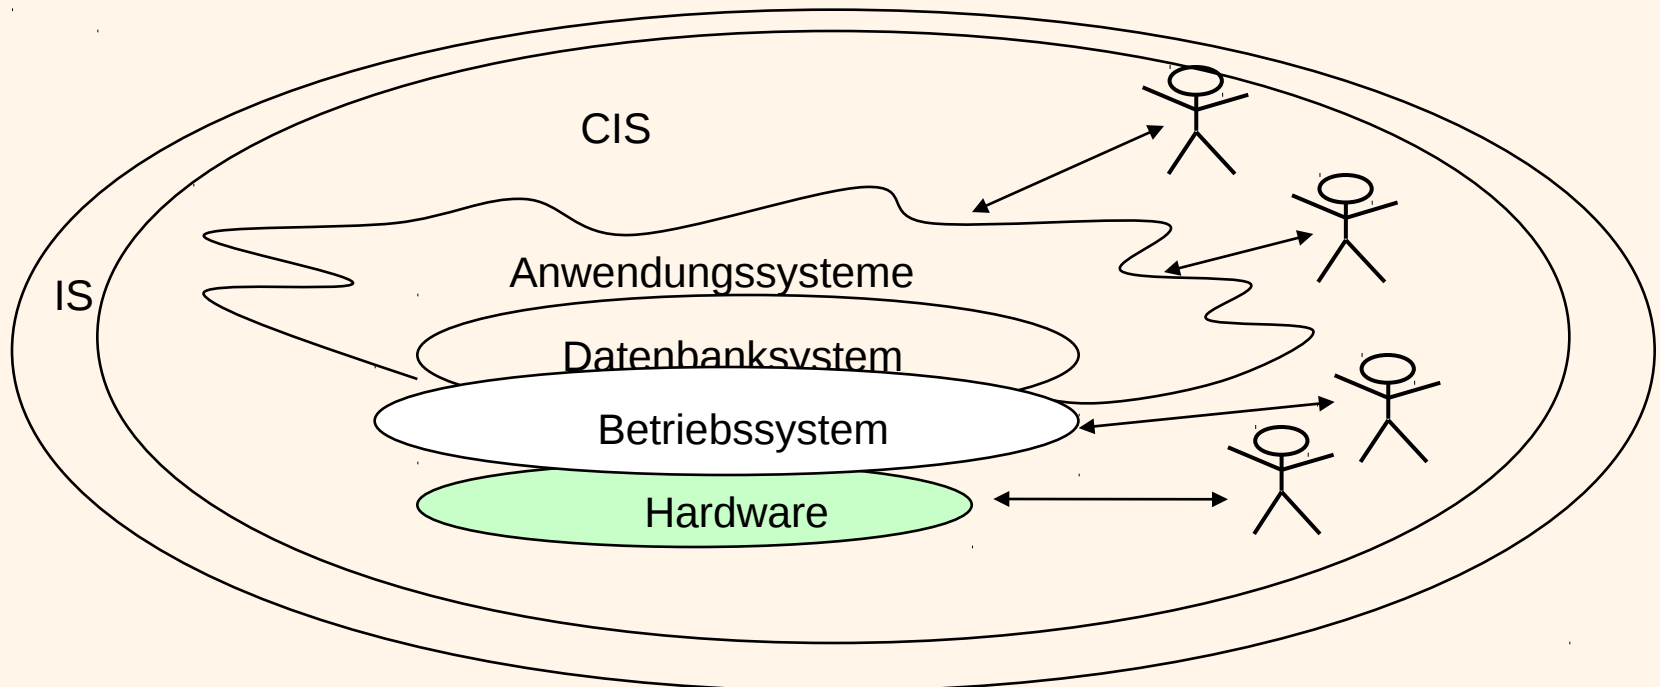 CIS
IS
Anwendungssysteme
Datenbanksystem
Betriebssystem
Hardware